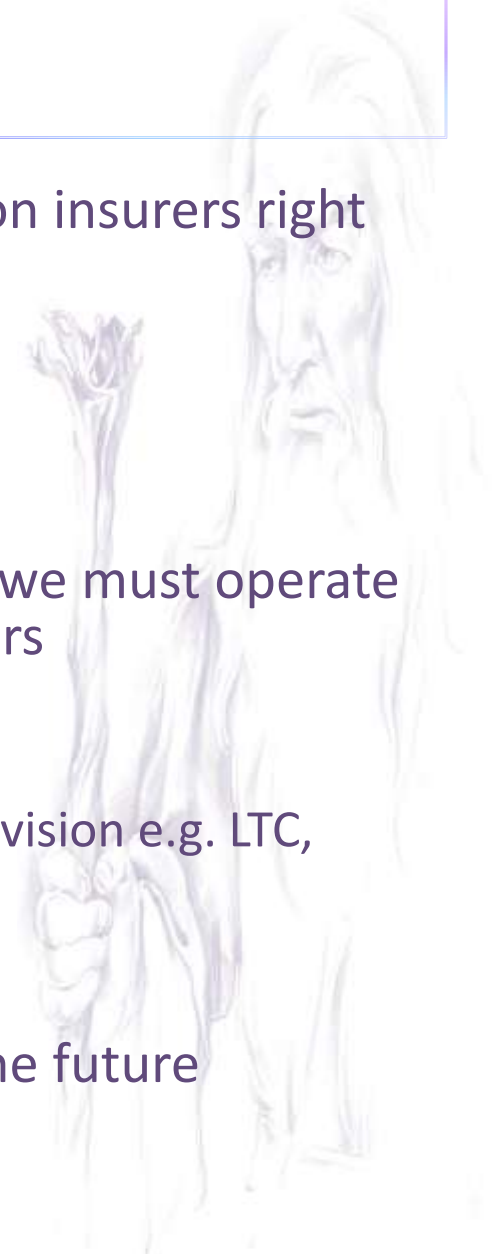 on insurers right
we must operate
rs
vision e.g. LTC,
ne future